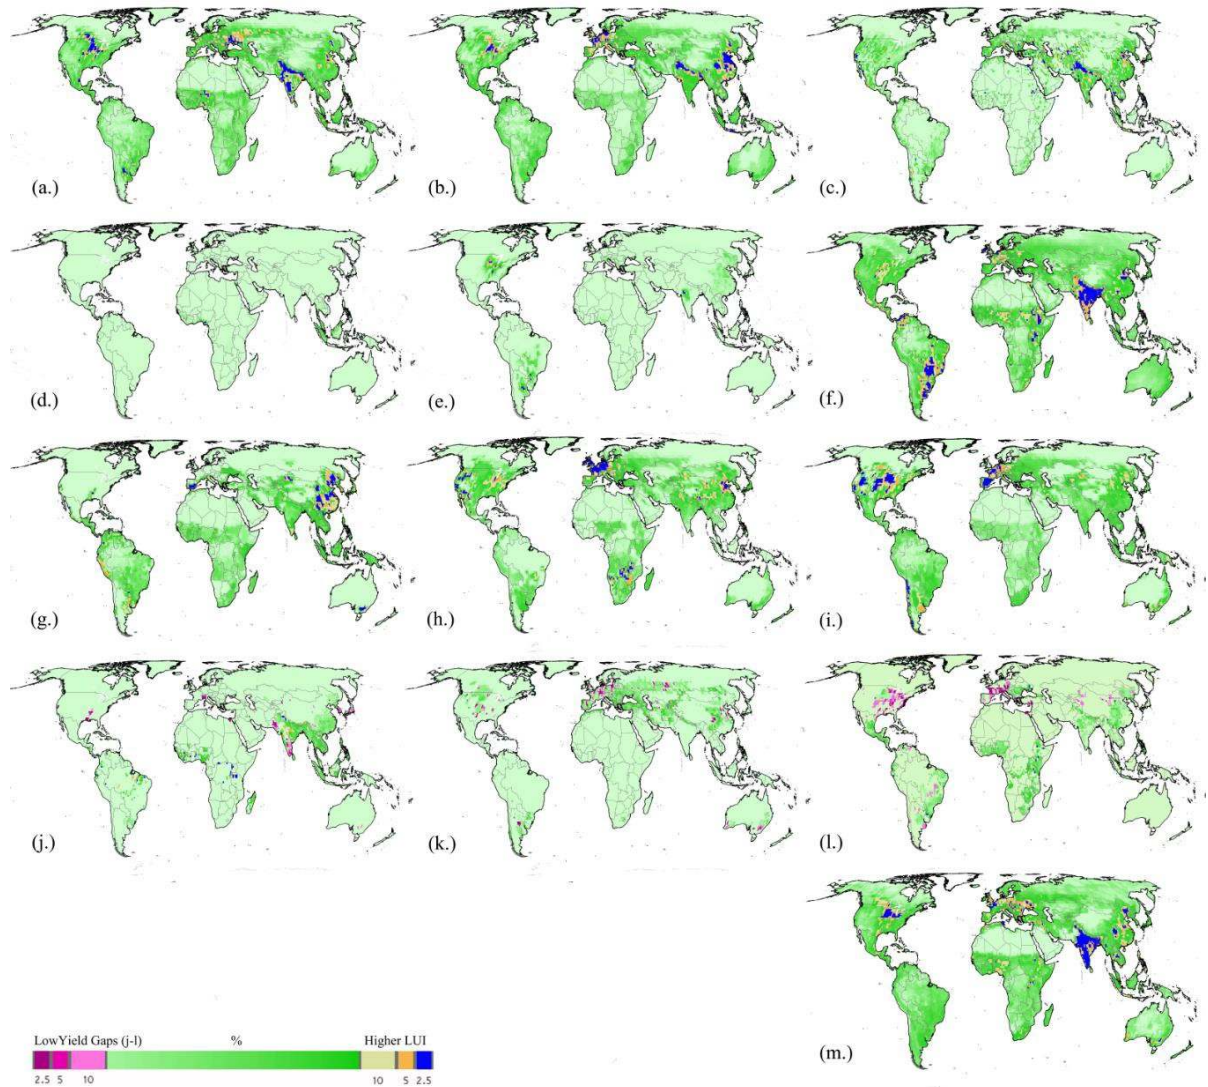 (a.) (b.) (c.)
(d.) (e.) (f.)
(g.) (h.) (i.)
(j.) (k.) (l.)
(m.)
LowYield Gaps (j-l) % Higher LUI
2.5 5 10 10 5 2.5